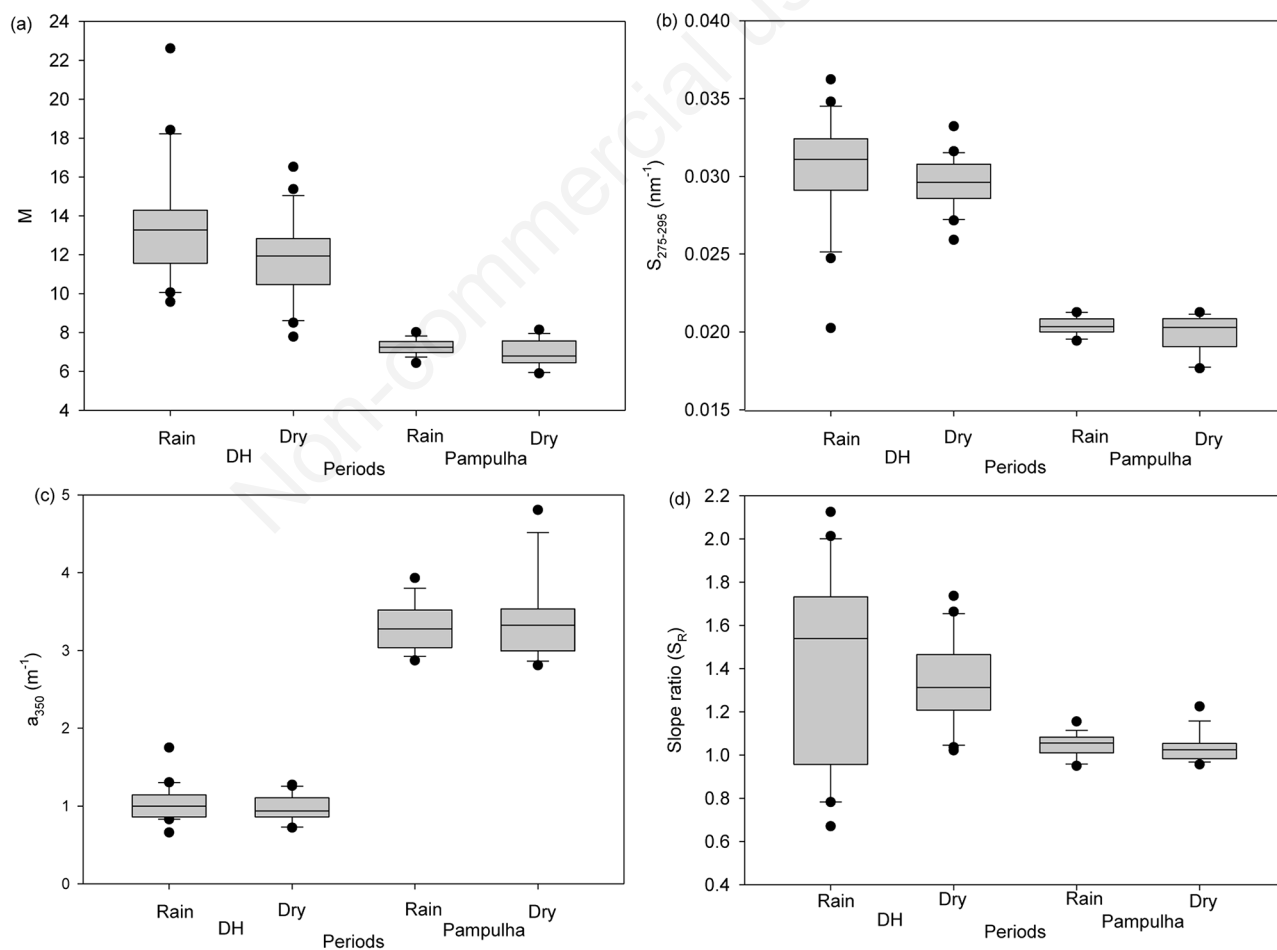 Non-commercial us
(a)
24
22
20
18
16
14
12
10
8
6
4
M
Rain Dry Rain Dry
DH Pampulha
Periods
(b)
0.040
0.035
0.030
0.025
0.020
0.015
S275-295 (nm-1)
Rain Dry Rain Dry
DH Pampulha
Periods
(c)
5
4
3
2
1
0
a350 (m-1)
Rain Dry Rain Dry
DH Pampulha
Periods
(d)
2.2
2.0
1.8
1.6
1.4
1.2
1.0
0.8
0.6
0.4
Slope ratio (SR)
Rain Dry Rain Dry
DH Pampulha
Periods